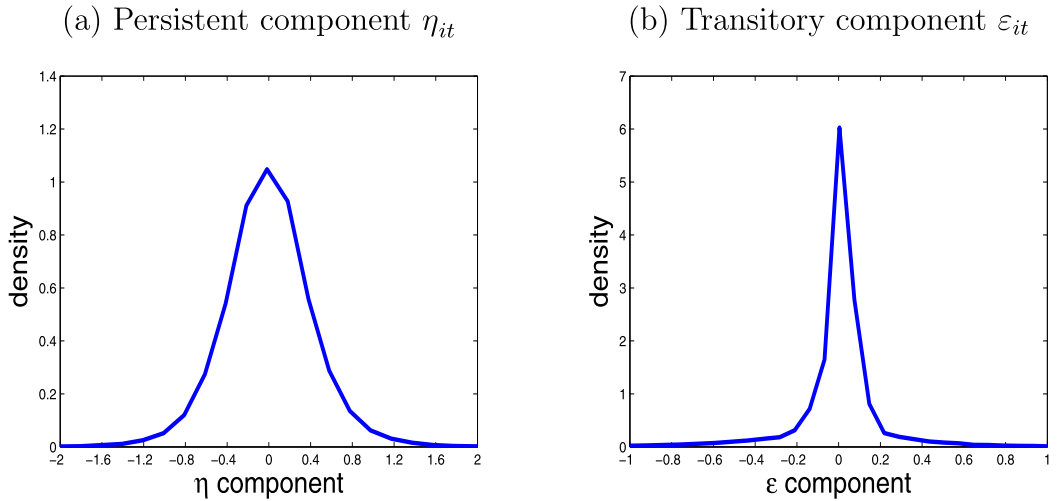 (a) Persistent component ηit
(b) Transitory component εit
1.4
1.2
1
0.8
0.6
0.4
0.2
0
density
−2 −1.6 −1.2 −0.8 −0.4 0 0.4 0.8 1.2 1.6 2
η component
7
6
5
4
3
2
1
0
density
−1 −0.8 −0.6 −0.4 −0.2 0 0.2 0.4 0.6 0.8 1
ε component